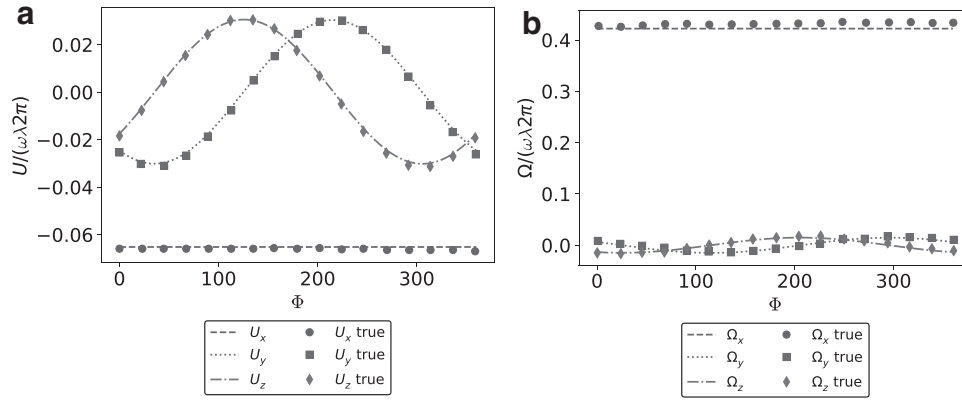 a
0.02
0.00
−0.02
−0.04
−0.06
U/(ωλ2π)
0 100 200 300
Φ
U_x U_x true
U_y U_y true
U_z U_z true
b
0.4
0.3
0.2
0.1
0.0
Ω/(ωλ2π)
0 100 200 300
Φ
Ω_x Ω_x true
Ω_y Ω_y true
Ω_z Ω_z true